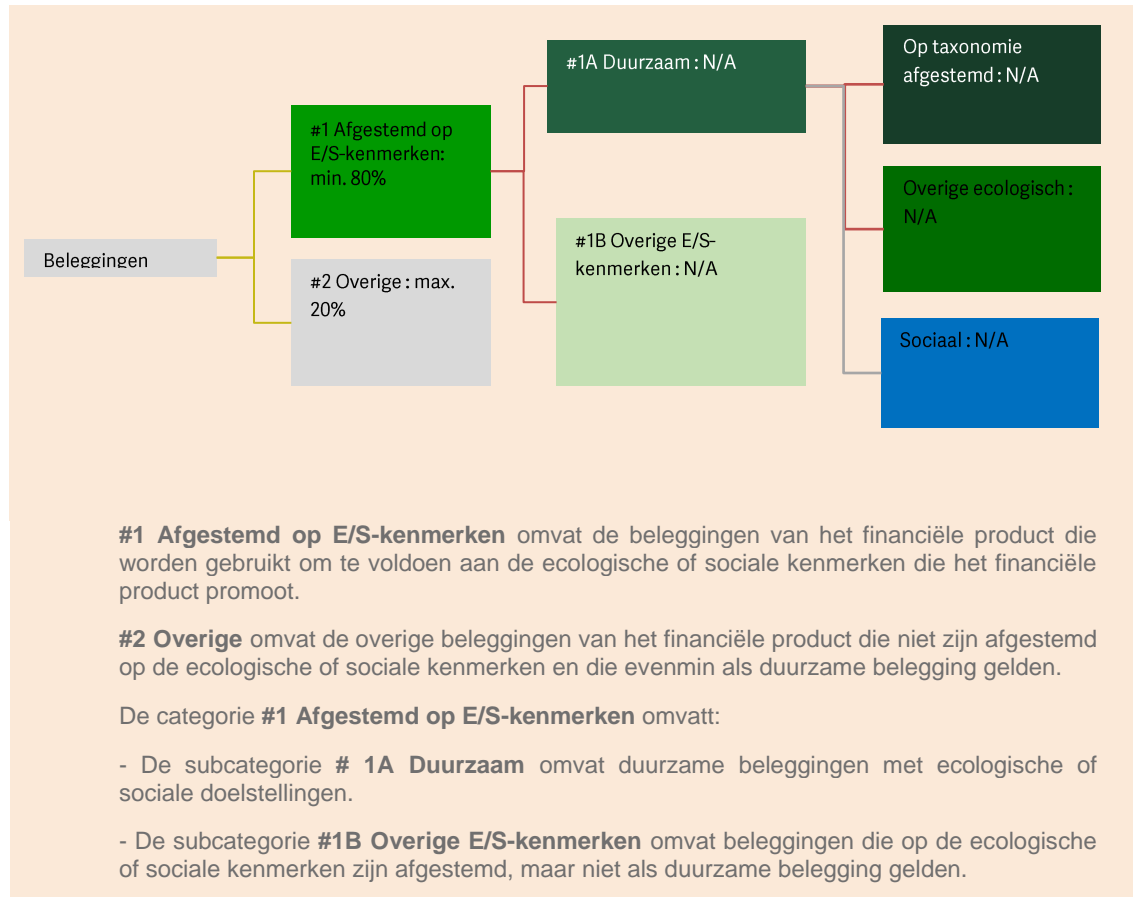 Beleggingen
#1 Afgestemd op
E/S-kenmerken:
min. 80%
#2 Overige : max.
20%
#1A Duurzaam : N/A
#1B Overige E/S-
kenmerken : N/A
Op taxonomie
afgestemd : N/A
Overige ecologisch :
N/A
Sociaal : N/A
#1 Afgestemd op E/S-kenmerken omvat de beleggingen van het financiële product die
worden gebruikt om te voldoen aan de ecologische of sociale kenmerken die het financiële
product promoot.
#2 Overige omvat de overige beleggingen van het financiële product die niet zijn afgestemd
op de ecologische of sociale kenmerken en die evenmin als duurzame belegging gelden.
De categorie #1 Afgestemd op E/S-kenmerken omvatt:
- De subcategorie # 1A Duurzaam omvat duurzame beleggingen met ecologische of
sociale doelstellingen.
- De subcategorie #1B Overige E/S-kenmerken omvat beleggingen die op de ecologische
of sociale kenmerken zijn afgestemd, maar niet als duurzame belegging gelden.